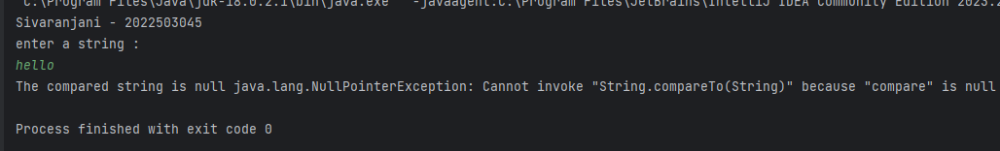 "C:\Program Files\Java\jdk-18.0.2.1\bin\java.exe" "-javaagent:C:\Program Files\JetBrains\IntelliJ IDEA Community Edition 2023.2
Sivaranjani - 2022503045
enter a string :
hello
The compared string is null java.lang.NullPointerException: Cannot invoke "String.compareTo(String)" because "compare" is null
Process finished with exit code 0